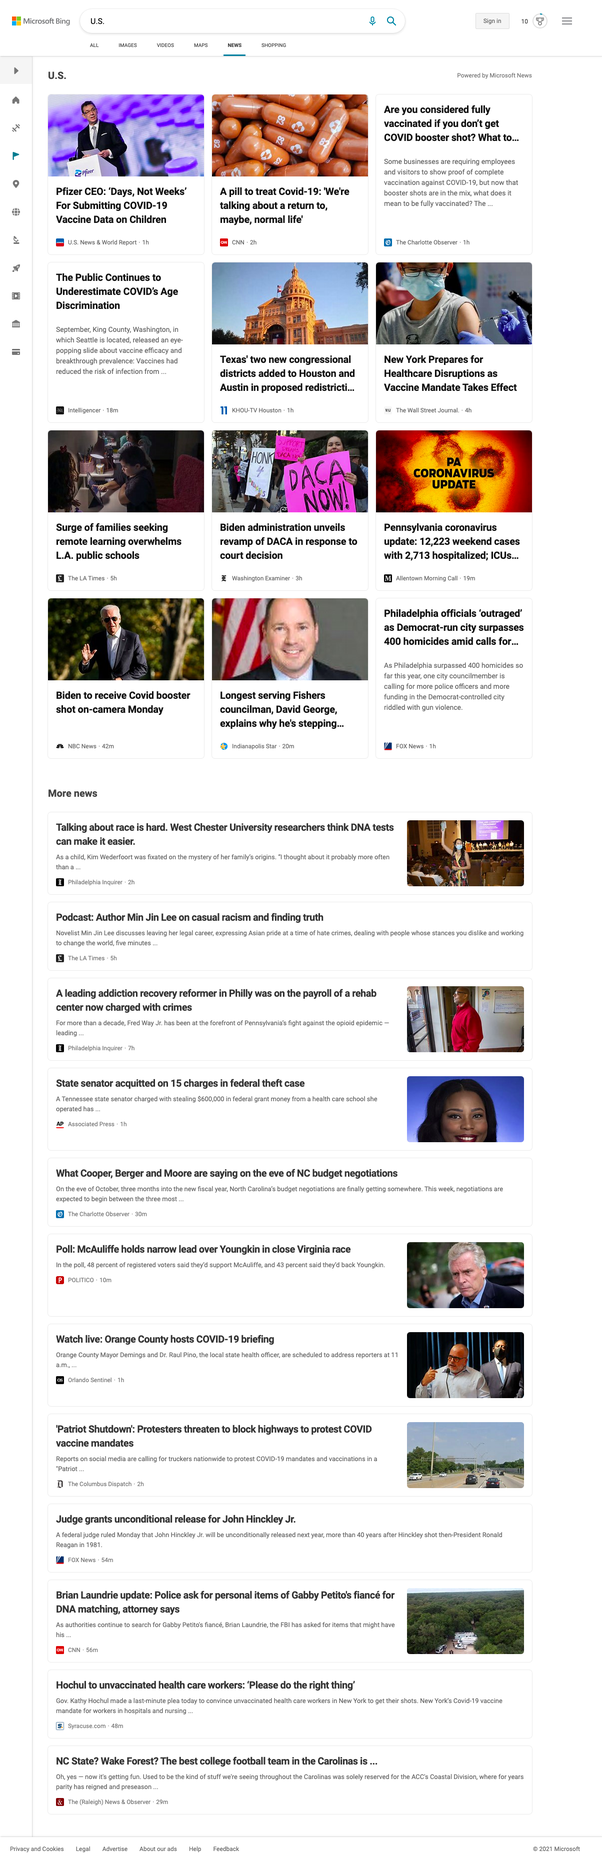 Microsoft Bing
U.S.
Sign in
10
ALL IMAGES VIDEOS MAPS NEWS SHOPPING
U.S.
Powered by Microsoft News
Pfizer
Pfizer CEO: ‘Days, Not Weeks’
For Submitting COVID-19
Vaccine Data on Children
U.S. News & World Report · 1h
A pill to treat Covid-19: 'We're
talking about a return to,
maybe, normal life'
CNN · 2h
Are you considered fully
vaccinated if you don’t get
COVID booster shot? What to...
Some businesses are requiring employees
and visitors to show proof of complete
vaccination against COVID-19, but now that
booster shots are in the mix, what does it
mean to be fully vaccinated? The ...
The Charlotte Observer · 1h
The Public Continues to
Underestimate COVID’s Age
Discrimination
September, King County, Washington, in
which Seattle is located, released an eye-
popping slide about vaccine efficacy and
breakthrough prevalence: Vaccines had
reduced the risk of infection from ...
Intelligencer · 18m
Texas' two new congressional
districts added to Houston and
Austin in proposed redistricti...
KHOU-TV Houston · 1h
New York Prepares for
Healthcare Disruptions as
Vaccine Mandate Takes Effect
The Wall Street Journal. · 4h
Surge of families seeking
remote learning overwhelms
L.A. public schools
The LA Times · 5h
HONK
DACA
NOW!
Biden administration unveils
revamp of DACA in response to
court decision
Washington Examiner · 3h
PA
CORONAVIRUS
UPDATE
Pennsylvania coronavirus
update: 12,223 weekend cases
with 2,713 hospitalized; ICUs...
Allentown Morning Call · 19m
Biden to receive Covid booster
shot on-camera Monday
NBC News · 42m
Longest serving Fishers
councilman, David George,
explains why he's stepping...
Indianapolis Star · 20m
Philadelphia officials ‘outraged’
as Democrat-run city surpasses
400 homicides amid calls for...
As Philadelphia surpassed 400 homicides so
far this year, one city councilmember is
calling for more police officers and more
funding in the Democrat-controlled city
riddled with gun violence.
FOX News · 1h
More news
Talking about race is hard. West Chester University researchers think DNA tests
can make it easier.
As a child, Kim Wederfoort was fixated on the mystery of her family's origins. "I thought about it probably more often
than a ...
Philadelphia Inquirer · 2h
Podcast: Author Min Jin Lee on casual racism and finding truth
Novelist Min Jin Lee discusses leaving her legal career, expressing Asian pride at a time of hate crimes, dealing with people whose stances you dislike and working
to change the world, five minutes ...
The LA Times · 5h
A leading addiction recovery reformer in Philly was on the payroll of a rehab
center now charged with crimes
For more than a decade, Fred Way Jr. has been at the forefront of Pennsylvania's fight against the opioid epidemic —
leading ...
Philadelphia Inquirer · 7h
State senator acquitted on 15 charges in federal theft case
A Tennessee state senator charged with stealing $600,000 in federal grant money from a health care school she
operated has ...
AP Associated Press · 1h
What Cooper, Berger and Moore are saying on the eve of NC budget negotiations
On the eve of October, three months into the new fiscal year, North Carolina's budget negotiations are finally getting somewhere. This week, negotiations are
expected to begin between the three most ...
The Charlotte Observer · 30m
Poll: McAuliffe holds narrow lead over Youngkin in close Virginia race
In the poll, 48 percent of registered voters said they'd support McAuliffe, and 43 percent said they'd back Youngkin.
POLITICO · 10m
Watch live: Orange County hosts COVID-19 briefing
Orange County Mayor Demings and Dr. Raul Pino, the local state health officer, are scheduled to address reporters at 11
a.m., ...
Orlando Sentinel · 1h
'Patriot Shutdown': Protesters threaten to block highways to protest COVID
vaccine mandates
Reports on social media are calling for truckers nationwide to protest COVID-19 mandates and vaccinations in a
"Patriot ...
The Columbus Dispatch · 2h
Judge grants unconditional release for John Hinckley Jr.
A federal judge ruled Monday that John Hinckley Jr. will be unconditionally released next year, more than 40 years after Hinckley shot then-President Ronald
Reagan in 1981.
FOX News · 54m
Brian Laundrie update: Police ask for personal items of Gabby Petito's fiancé for
DNA matching, attorney says
As authorities continue to search for Gabby Petito's fiancé, Brian Laundrie, the FBI has asked for items that might have
his ...
CNN · 56m
Hochul to unvaccinated health care workers: ‘Please do the right thing’
Gov. Kathy Hochul made a last-minute plea today to convince unvaccinated health care workers in New York to get their shots. New York's Covid-19 vaccine
mandate for workers in hospitals and nursing ...
Syracuse.com · 48m
NC State? Wake Forest? The best college football team in the Carolinas is ...
Oh, yes — now it's getting fun. Used to be the kind of stuff we're seeing throughout the Carolinas was solely reserved for the ACC's Coastal Division, where for years
parity has reigned and preseason ...
The (Raleigh) News & Observer · 29m
Privacy and Cookies Legal Advertise About our ads Help Feedback
© 2021 Microsoft